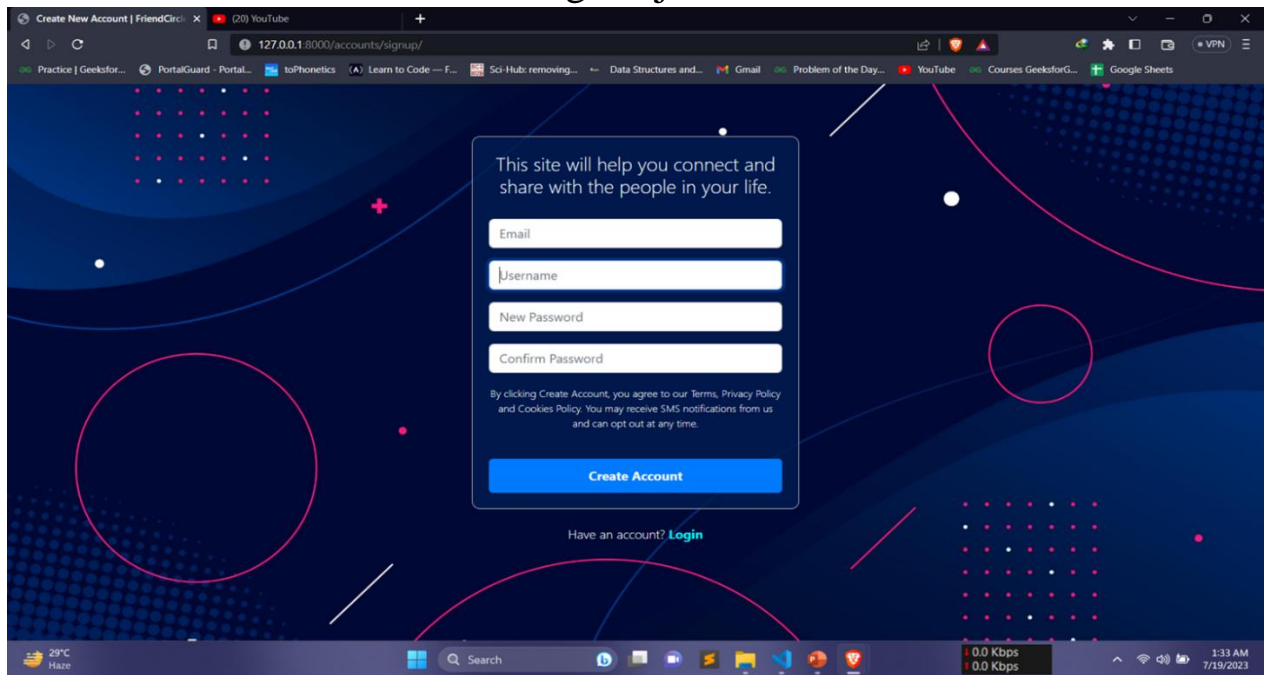 Create New Account | FriendCircl
(20) YouTube
127.0.0.1:8000/accounts/signup/
VPN
Practice | Geeksfor...
PortalGuard - Portal...
toPhonetics
(A) Learn to Code — F...
Sci-Hub: removing...
Data Structures and...
Gmail
Problem of the Day...
YouTube
Courses GeeksforG...
Google Sheets
This site will help you connect and
share with the people in your life.
Email
Username
New Password
Confirm Password
By clicking Create Account, you agree to our Terms, Privacy Policy
and Cookies Policy. You may receive SMS notifications from us
and can opt out at any time.
Create Account
Have an account? Login
29°C
Haze
Search
0.0 Kbps
0.0 Kbps
1:33 AM
7/19/2023